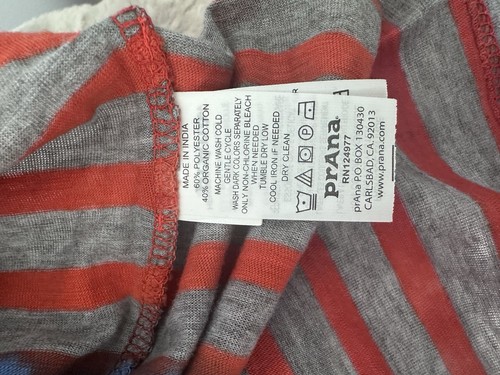 MADE IN INDIA
60% POLYESTER
40% ORGANIC COTTON
MACHINE WASH COLD
GENTLE CYCLE
WASH DARK COLORS SEPARATELY
ONLY NON-CHLORINE BLEACH
WHEN NEEDED
TUMBLE DRY LOW
COOL IRON IF NEEDED
DRY CLEAN
prAna
RN124977
prAna P.O. BOX 130430
CARLSBAD, CA. 92013
www.prana.com